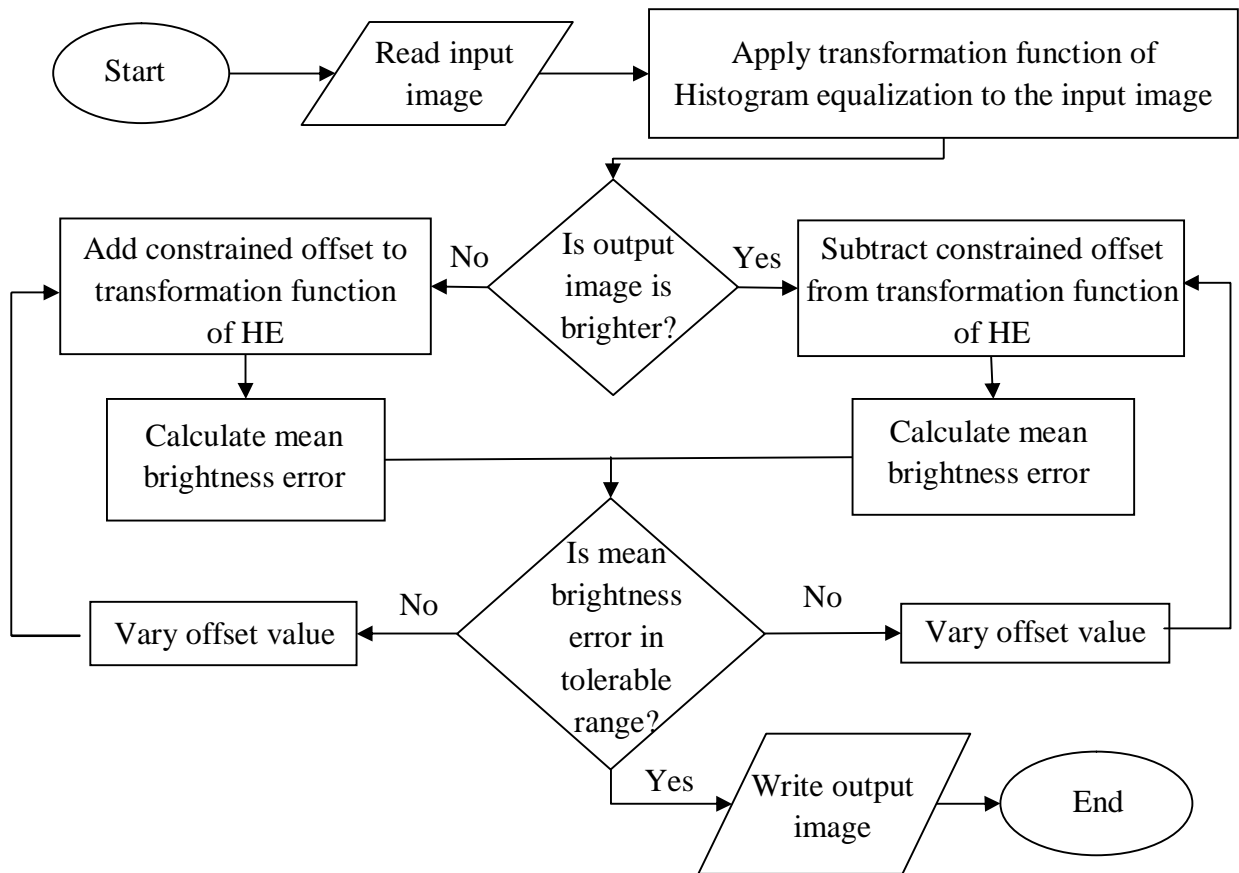 Start
Read input
image
Apply transformation function of
Histogram equalization to the input image
Add constrained offset to
transformation function
of HE
No
Is output
image is
brighter?
Yes
Subtract constrained offset
from transformation function
of HE
Calculate mean
brightness error
Calculate mean
brightness error
Vary offset value
No
Is mean
brightness
error in
tolerable
range?
No
Vary offset value
Yes
Write output
image
End